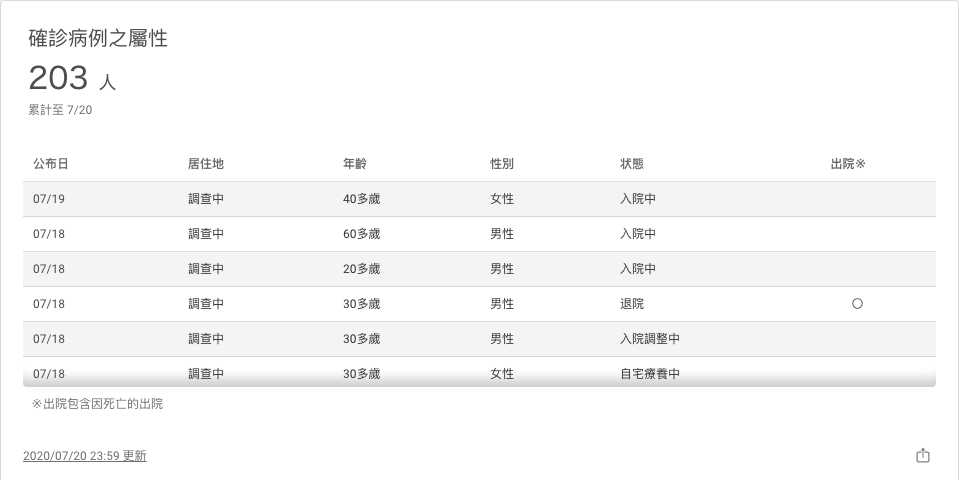 確診病例之屬性
203 人
累計至 7/20
公布日 居住地 年齡 性別 狀態 出院※
07/19 調查中 40多歲 女性 入院中
07/18 調查中 60多歲 男性 入院中
07/18 調查中 20多歲 男性 入院中
07/18 調查中 30多歲 男性 退院 〇
07/18 調查中 30多歲 男性 入院調整中
07/18 調查中 30多歲 女性 自宅療養中
※出院包含因死亡的出院
2020/07/20 23:59 更新